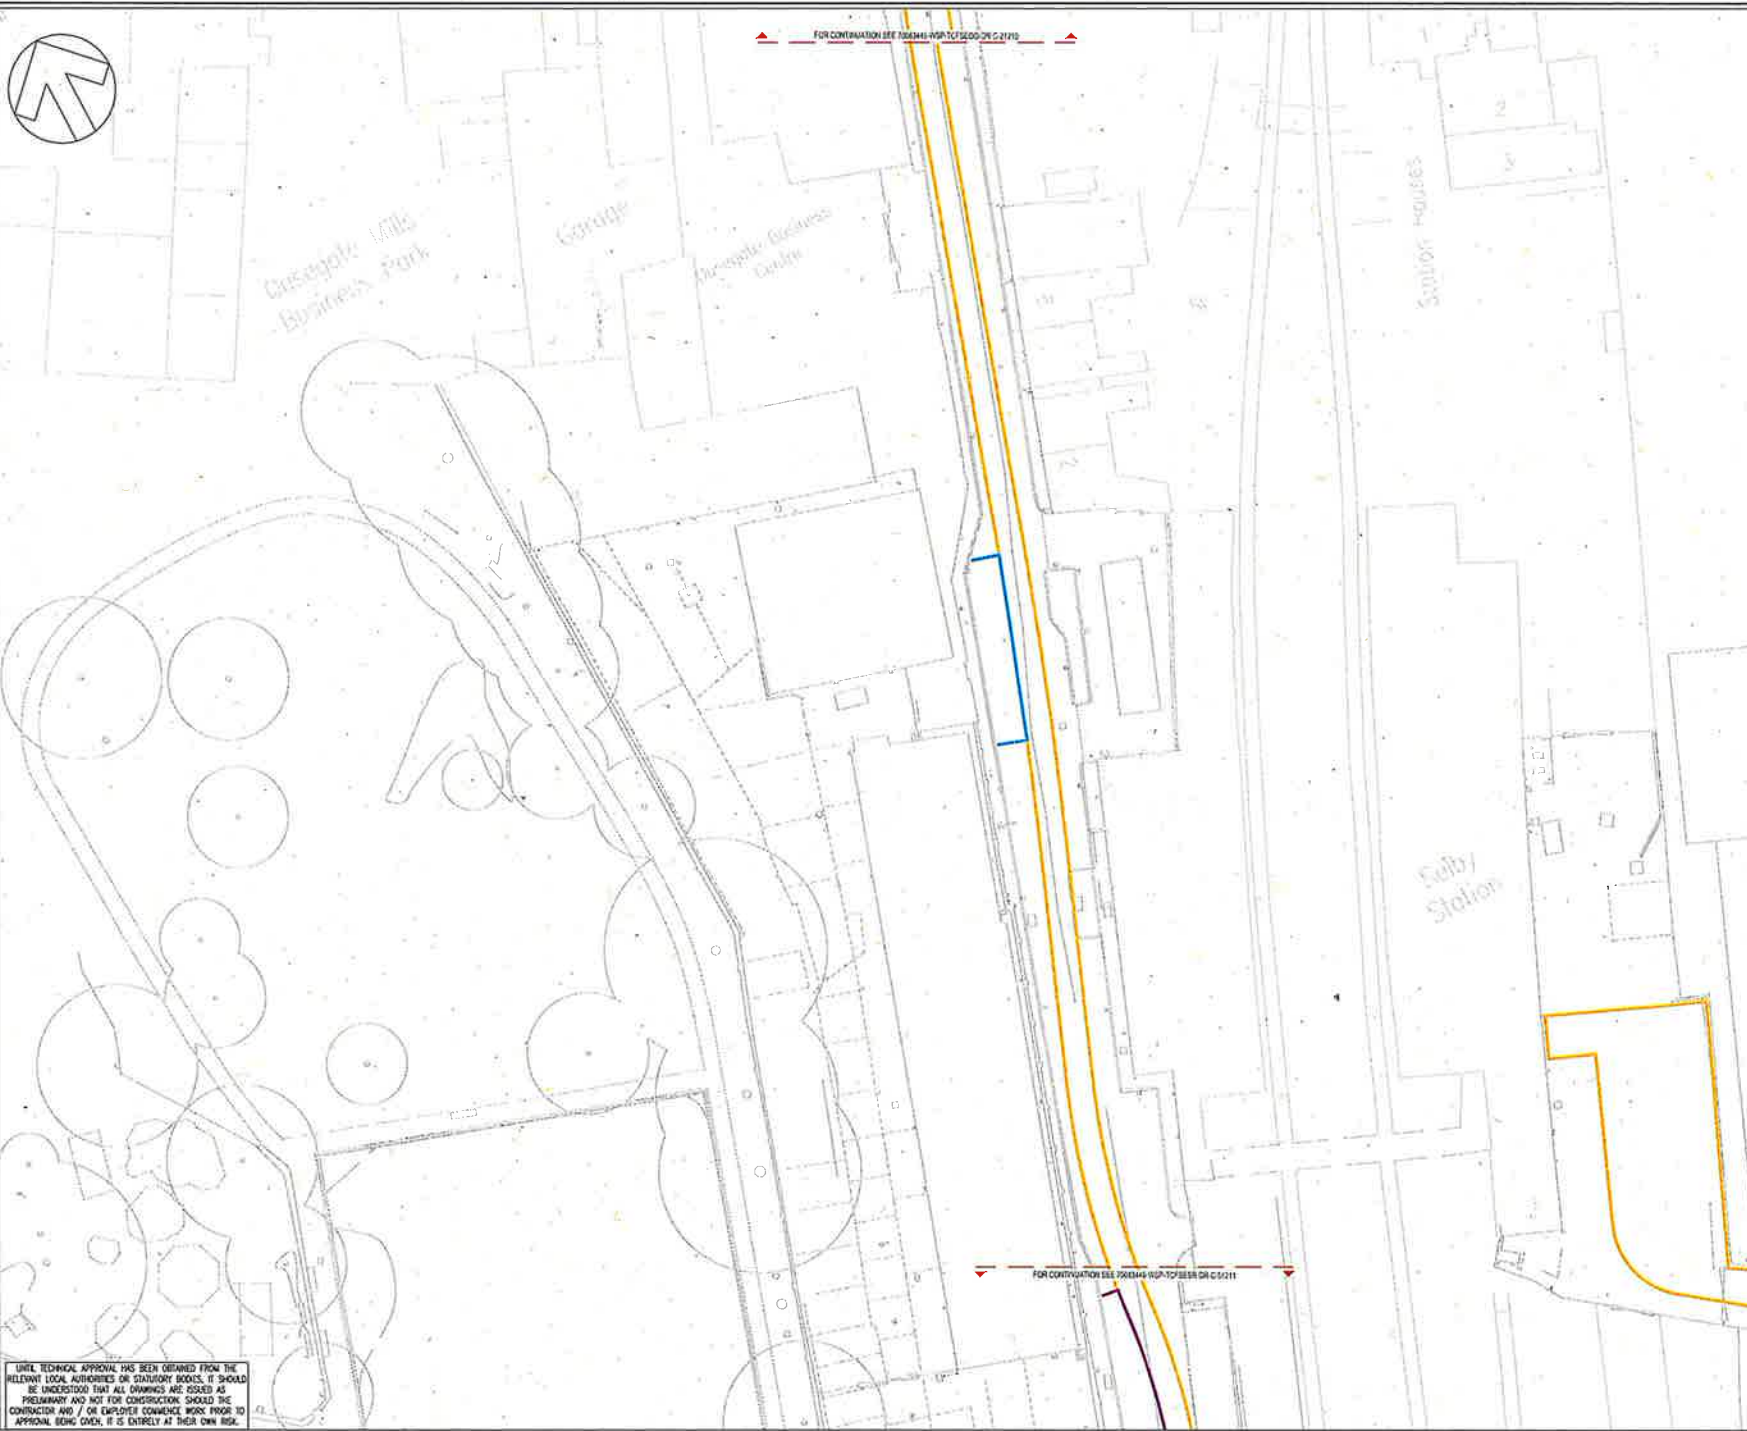 Ousegate Mills
Business Park
Garage
Ousegate Business
Centre
Station Houses
2
Selby
Station
UNTIL TECHNICAL APPROVAL HAS BEEN OBTAINED FROM THE
RELEVANT LOCAL AUTHORITIES OR STATUTORY BODIES, IT SHOULD
BE UNDERSTOOD THAT ALL DRAWINGS ARE ISSUED AS
PRELIMINARY AND NOT FOR CONSTRUCTION. SHOULD THE
CONTRACTOR AND / OR EMPLOYER COMMENCE WORK PRIOR TO
APPROVAL BEING GIVEN, IT IS ENTIRELY AT THEIR OWN RISK.
FOR CONTINUATION SEE
FOR CONTINUATION SEE